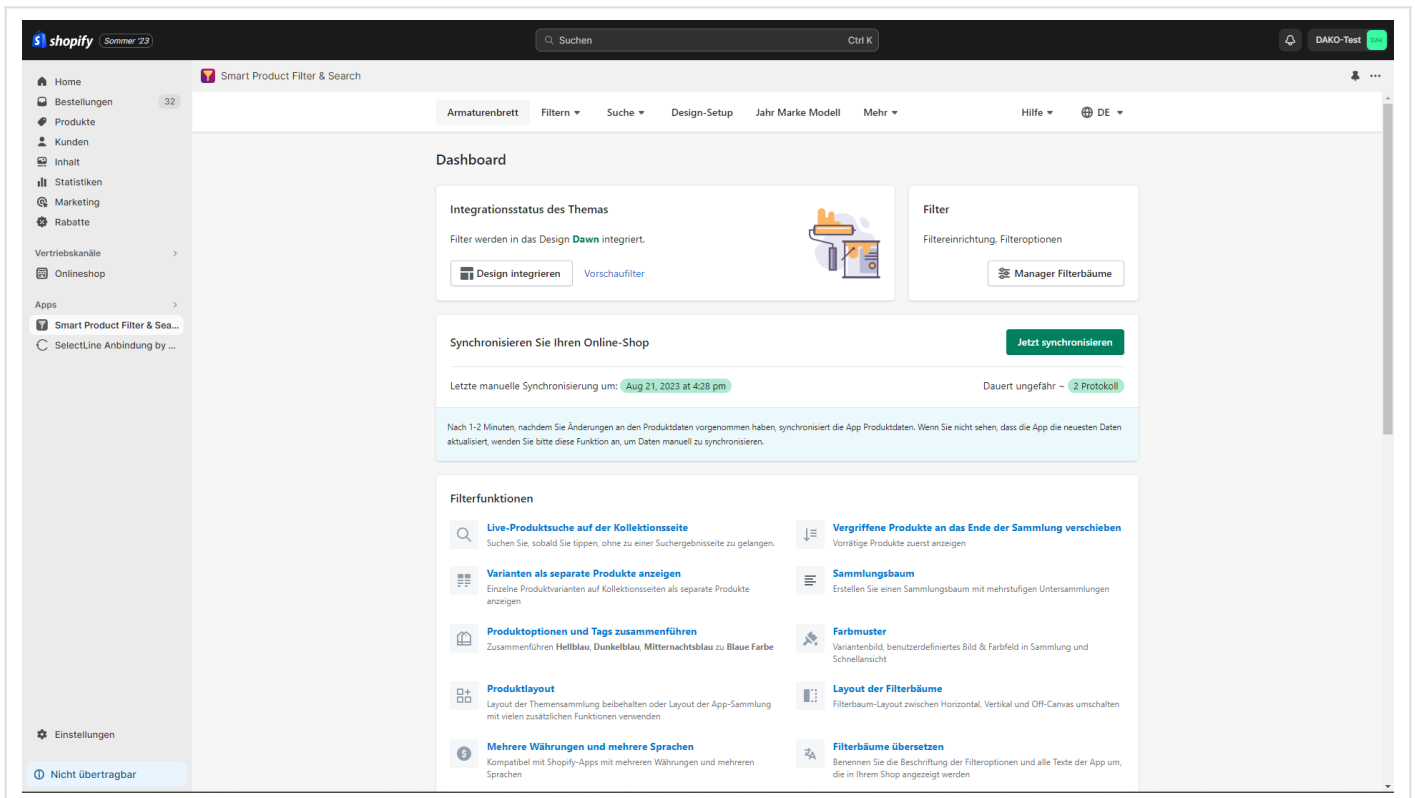 shopify Sommer '23
Suchen Ctrl K
DAKO-Test DAK
Home
Bestellungen 32
Produkte
Kunden
Inhalt
Statistiken
Marketing
Rabatte
Vertriebskanäle
Onlineshop
Apps
Smart Product Filter & Sea...
SelectLine Anbindung by ...
Einstellungen
Nicht übertragbar
Smart Product Filter & Search
Armaturenbrett Filtern Suche Design-Setup Jahr Marke Modell Mehr Hilfe DE
Dashboard
Integrationsstatus des Themas
Filter werden in das Design Dawn integriert.
Design integrieren Vorschaufilter
Filter
Filtereinrichtung, Filteroptionen
Manager Filterbäume
Synchronisieren Sie Ihren Online-Shop Jetzt synchronisieren
Letzte manuelle Synchronisierung um: Aug 21, 2023 at 4:28 pm Dauert ungefähr ~ 2 Protokoll
Nach 1-2 Minuten, nachdem Sie Änderungen an den Produktdaten vorgenommen haben, synchronisiert die App Produktdaten. Wenn Sie nicht sehen, dass die App die neuesten Daten
aktualisiert, wenden Sie bitte diese Funktion an, um Daten manuell zu synchronisieren.
Filterfunktionen
Live-Produktsuche auf der Kollektionsseite
Suchen Sie, sobald Sie tippen, ohne zu einer Suchergebnisseite zu gelangen.
Vergriffene Produkte an das Ende der Sammlung verschieben
Vorrätige Produkte zuerst anzeigen
Varianten als separate Produkte anzeigen
Einzelne Produktvarianten auf Kollektionsseiten als separate Produkte
anzeigen
Sammlungsbaum
Erstellen Sie einen Sammlungsbaum mit mehrstufigen Untersammlungen
Produktoptionen und Tags zusammenführen
Zusammenführen Hellblau, Dunkelblau, Mitternachtsblau zu Blaue Farbe
Farbmuster
Variantenbild, benutzerdefiniertes Bild & Farbfeld in Sammlung und
Schnellansicht
Produktlayout
Layout der Themensammlung beibehalten oder Layout der App-Sammlung
mit vielen zusätzlichen Funktionen verwenden
Layout der Filterbäume
Filterbaum-Layout zwischen Horizontal, Vertikal und Off-Canvas umschalten
Mehrere Währungen und mehrere Sprachen
Kompatibel mit Shopify-Apps mit mehreren Währungen und mehreren
Sprachen
Filterbäume übersetzen
Benennen Sie die Beschriftung der Filteroptionen und alle Texte der App um,
die in Ihrem Shop angezeigt werden